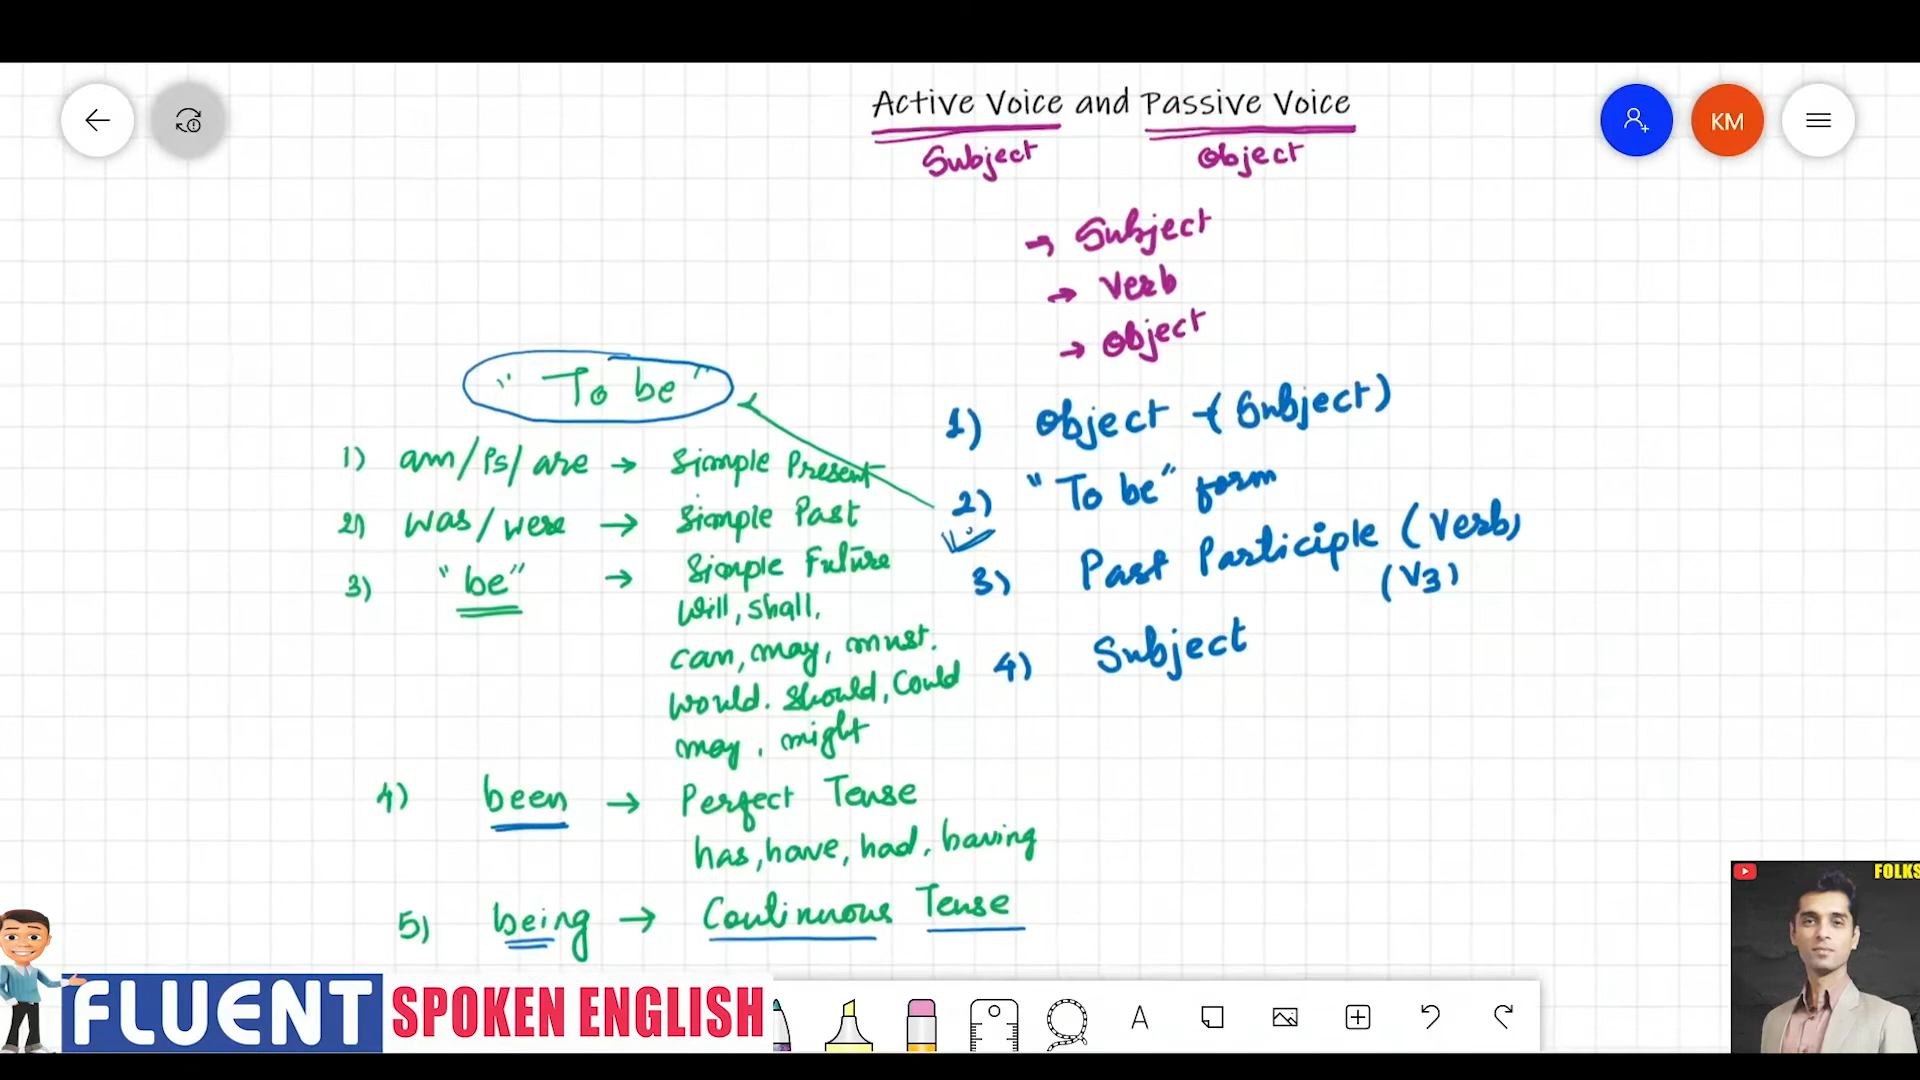 Active Voice and Passive Voice
Subject Object
KM
→ Subject
→ Verb
→ Object
"To be"
1) am/is/are → Simple Present
2) was/were → Simple Past
3) "be" → Simple Future
will, shall.
can, may, must.
would. should, Could
may, might
4) been → Perfect Tense
has, have, had, having
5) being → Continuous Tense
1) Object → (Subject)
2) "To be" form
3) Past Participle (Verb)
(V3)
4) Subject
FLUENT SPOKEN ENGLISH
A
FOLKS